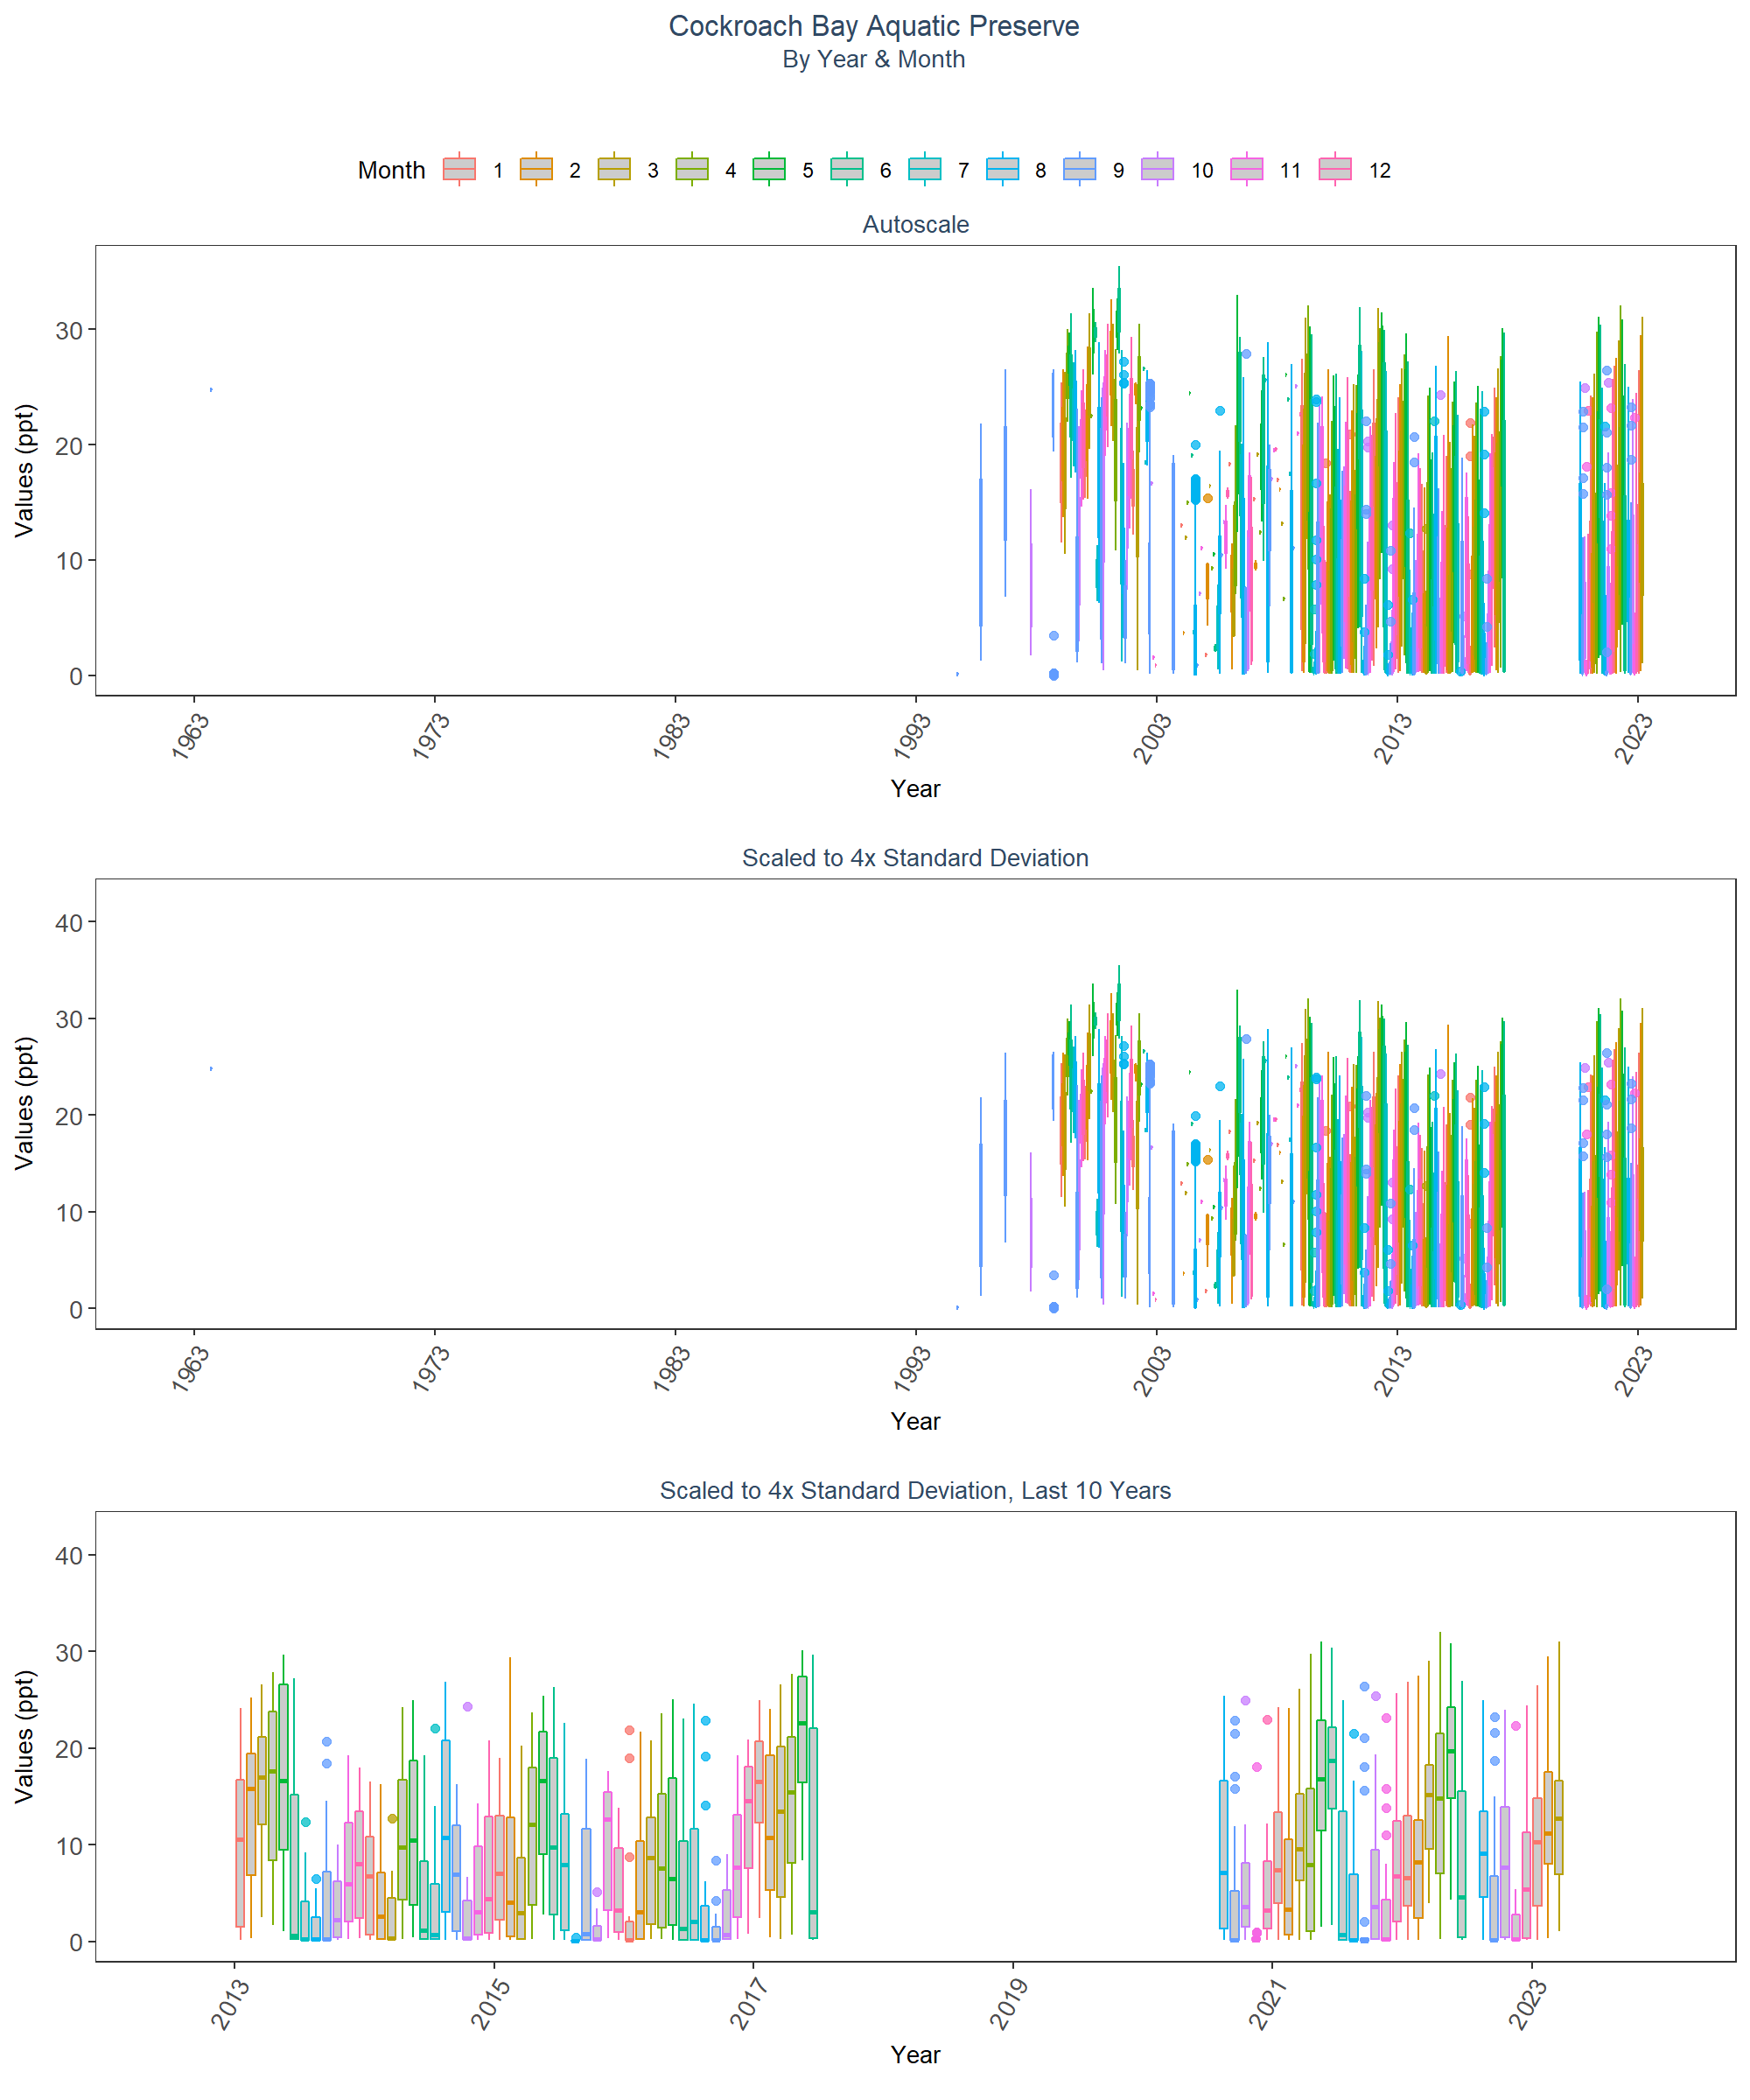 Cockroach Bay Aquatic Preserve
By Year & Month
Month 1 2 3 4 5 6 7 8 9 10 11 12
Autoscale
Values (ppt)
30
20
10
0
1963 1973 1983 1993 2003 2013 2023
Year
Scaled to 4x Standard Deviation
Values (ppt)
40
30
20
10
0
1963 1973 1983 1993 2003 2013 2023
Year
Scaled to 4x Standard Deviation, Last 10 Years
Values (ppt)
40
30
20
10
0
2013 2015 2017 2019 2021 2023
Year